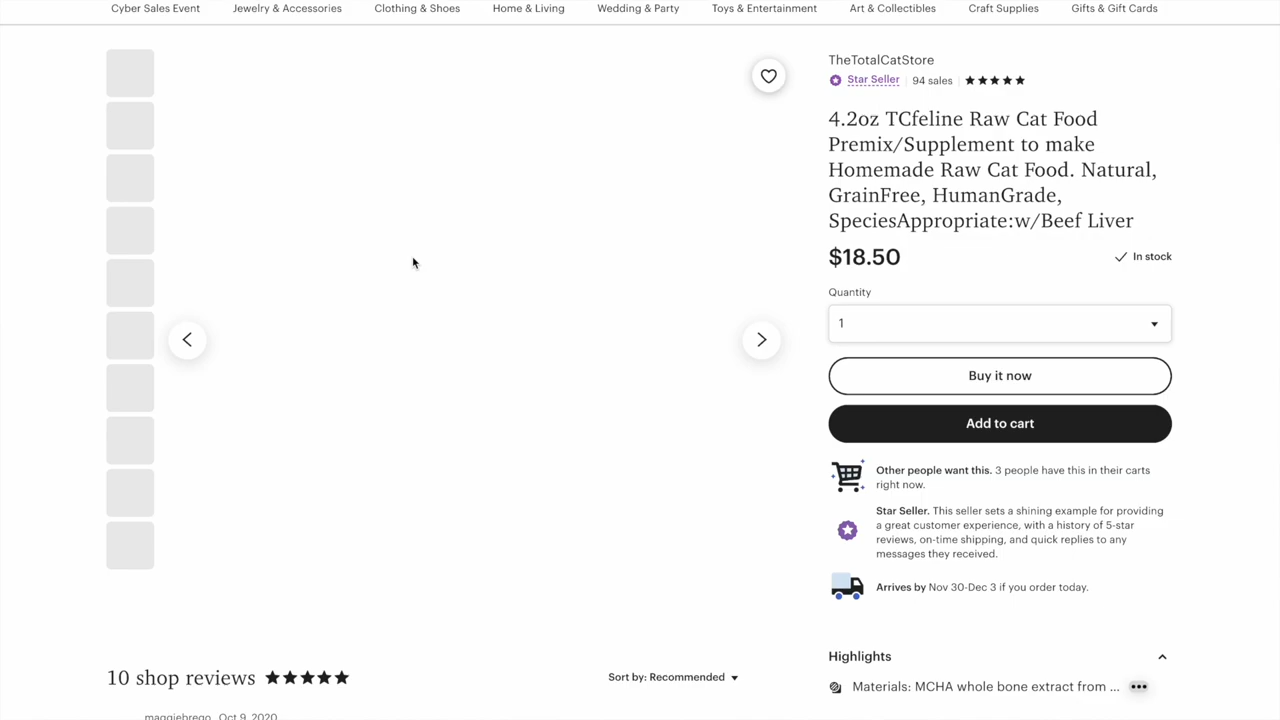 Cyber Sales Event Jewelry & Accessories Clothing & Shoes Home & Living Wedding & Party Toys & Entertainment Art & Collectibles Craft Supplies Gifts & Gift Cards
TheTotalCatStore
Star Seller 94 sales
4.2oz TCfeline Raw Cat Food
Premix/Supplement to make
Homemade Raw Cat Food. Natural,
GrainFree, HumanGrade,
SpeciesAppropriate:w/Beef Liver
$18.50
In stock
Quantity
1
Buy it now
Add to cart
Other people want this. 3 people have this in their carts
right now.
Star Seller. This seller sets a shining example for providing
a great customer experience, with a history of 5-star
reviews, on-time shipping, and quick replies to any
messages they received.
Arrives by Nov 30-Dec 3 if you order today.
Highlights
Materials: MCHA whole bone extract from ...
10 shop reviews
Sort by: Recommended
maggiebrego Oct 9, 2020